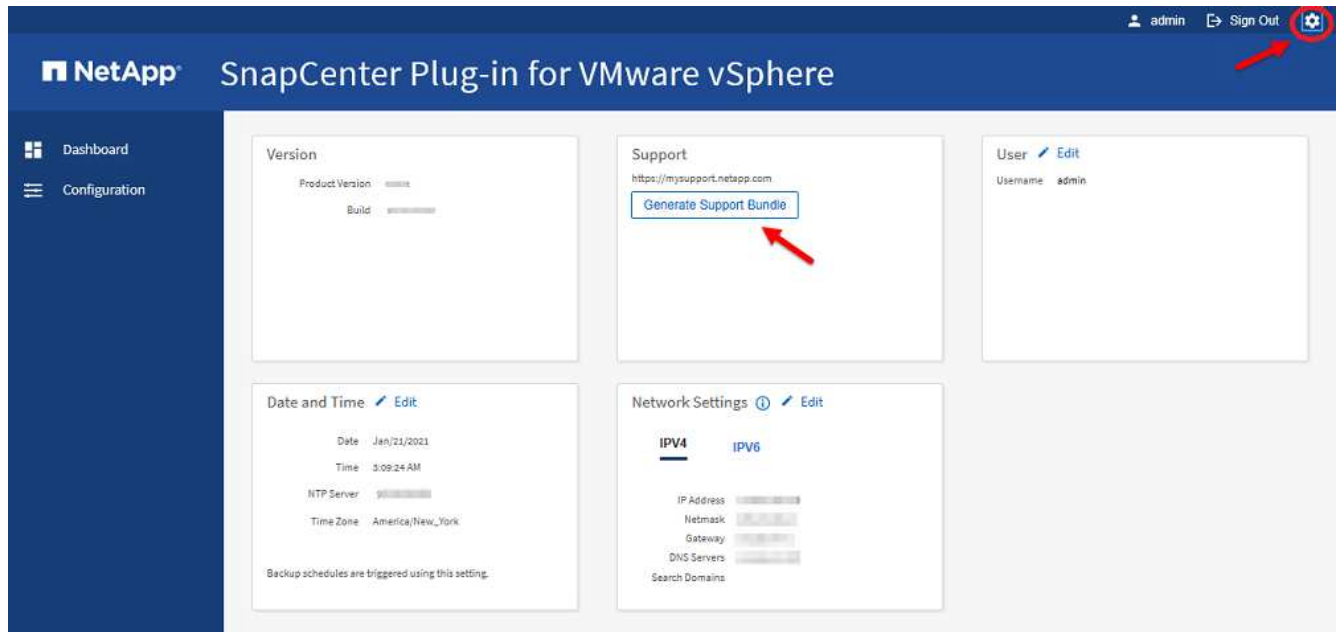 admin Sign Out
NetApp® SnapCenter Plug-in for VMware vSphere
Dashboard
Configuration
Version
Product Version
Build
Support
https://mysupport.netapp.com
Generate Support Bundle
User Edit
Username admin
Date and Time Edit
Date Jan/21/2021
Time 3:09:24 AM
NTP Server
Time Zone America/New_York
Backup schedules are triggered using this setting.
Network Settings Edit
IPV4 IPV6
IP Address
Netmask
Gateway
DNS Servers
Search Domains